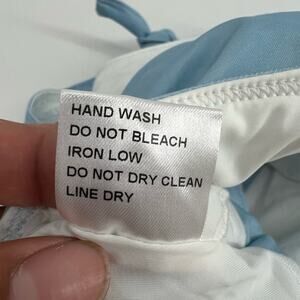 HAND WASH
DO NOT BLEACH
IRON LOW
DO NOT DRY CLEAN
LINE DRY